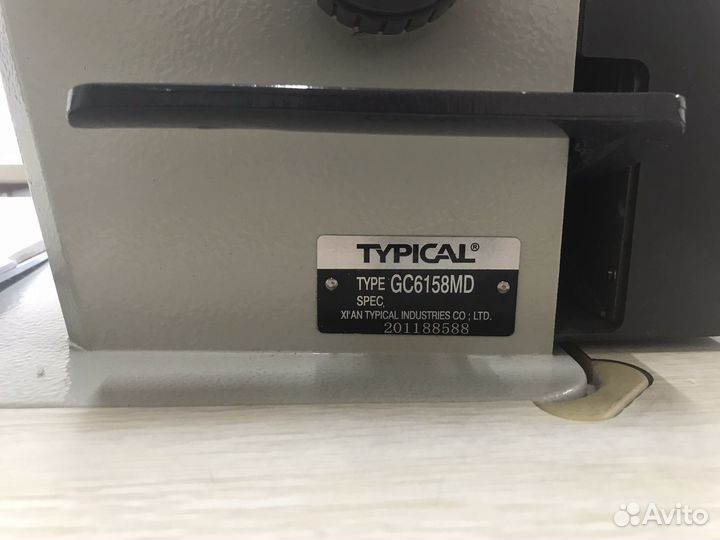 TYPICAL®
TYPE GC6158MD
SPEC.
XI'AN TYPICAL INDUSTRIES CO ; LTD.
201188588
Avito